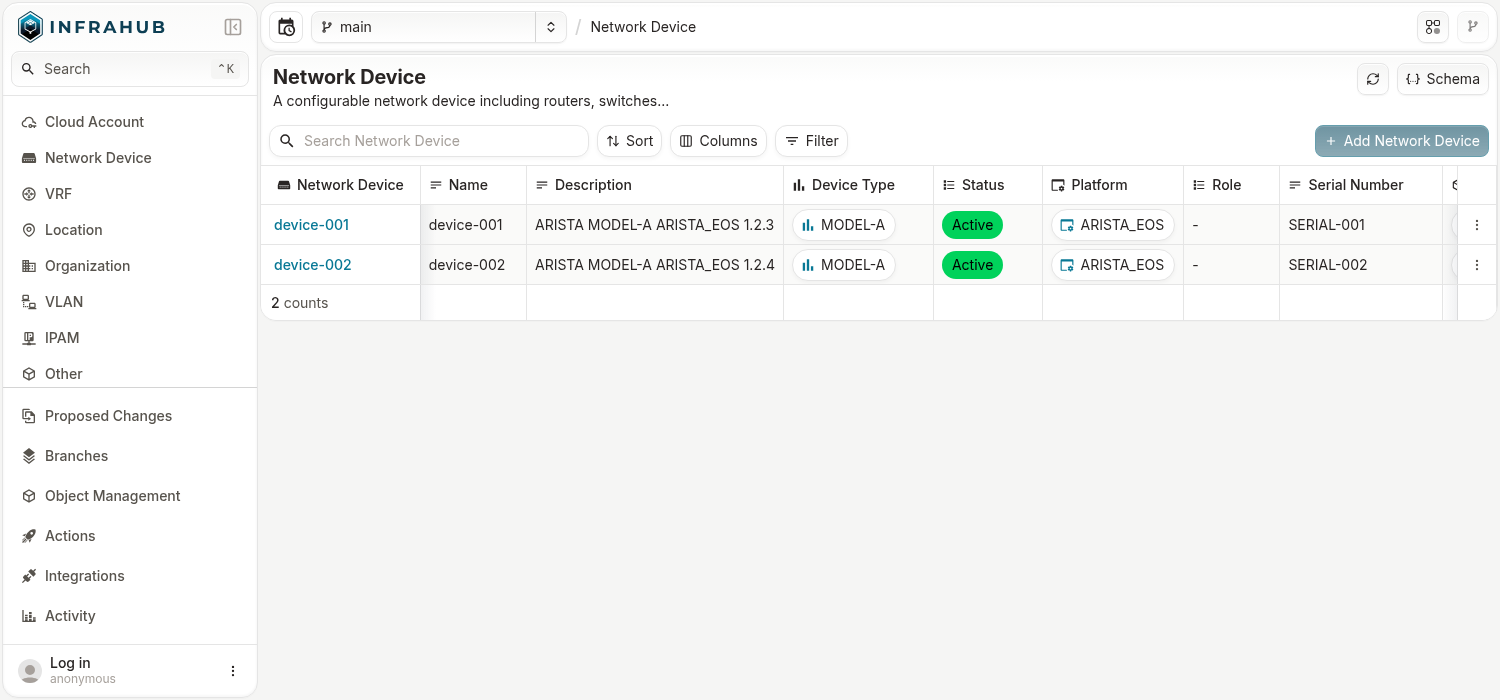 INFRAHUB
Search ^K
Cloud Account
Network Device
VRF
Location
Organization
VLAN
IPAM
Other
Proposed Changes
Branches
Object Management
Actions
Integrations
Activity
Log in
anonymous
main / Network Device
Network Device
A configurable network device including routers, switches...
{..} Schema
Search Network Device Sort Columns Filter + Add Network Device
Network Device Name Description Device Type Status Platform Role Serial Number
device-001 device-001 ARISTA MODEL-A ARISTA_EOS 1.2.3 MODEL-A Active ARISTA_EOS - SERIAL-001
device-002 device-002 ARISTA MODEL-A ARISTA_EOS 1.2.4 MODEL-A Active ARISTA_EOS - SERIAL-002
2 counts